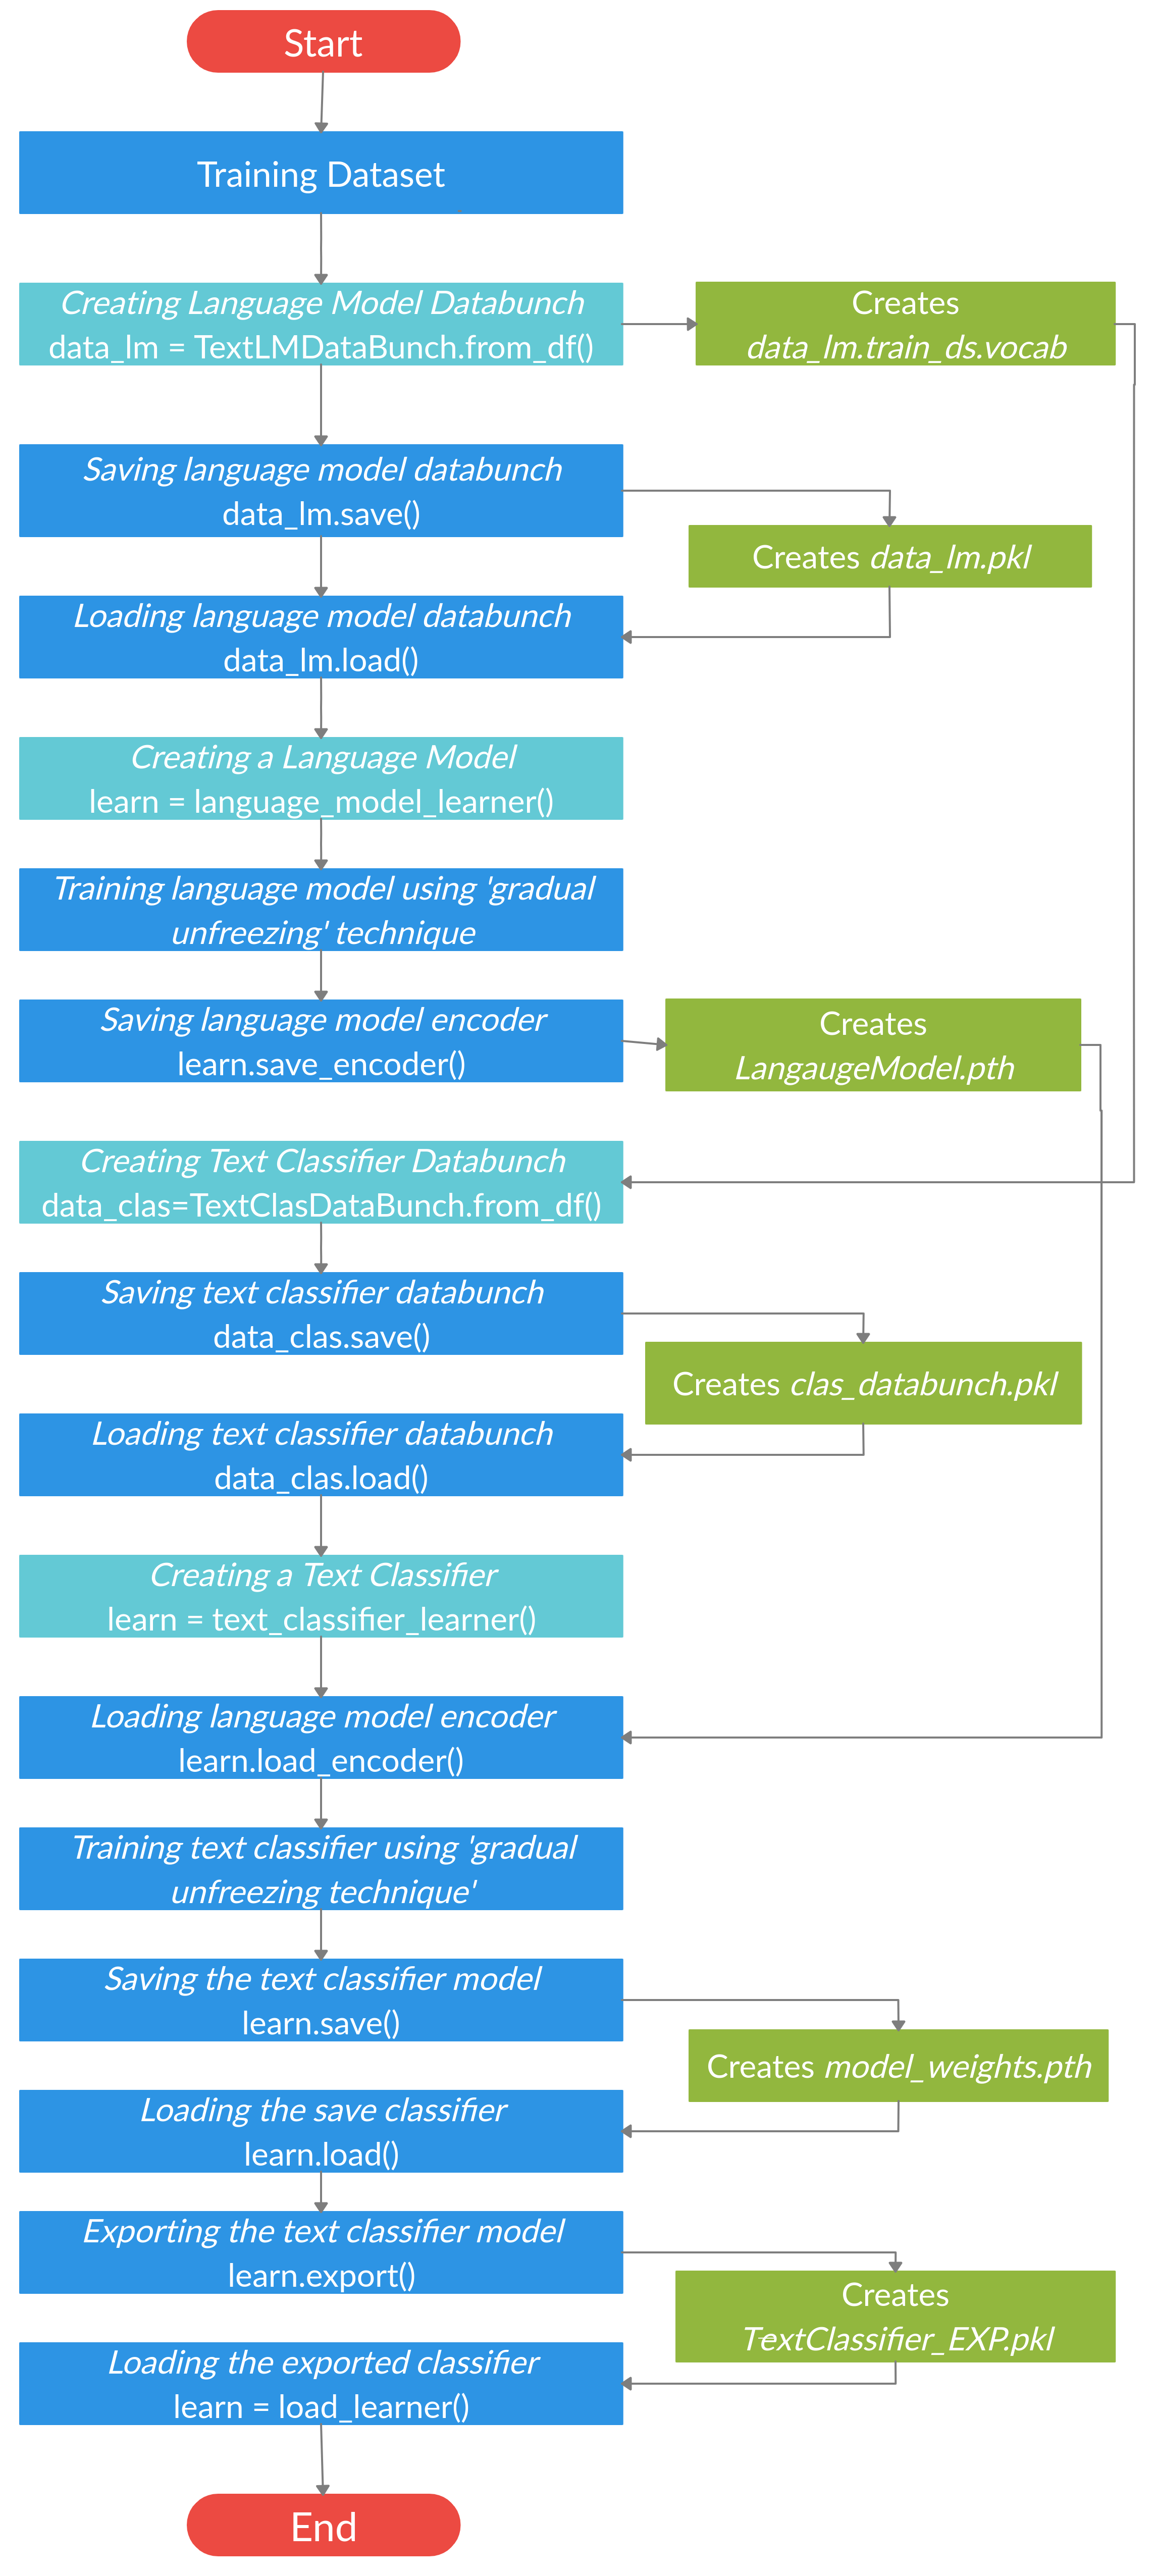 Start
Training Dataset
Creating Language Model Databunch
data_lm = TextLMDataBunch.from_df()
Creates
data_lm.train_ds.vocab
Saving language model databunch
data_lm.save()
Creates data_lm.pkl
Loading language model databunch
data_lm.load()
Creating a Language Model
learn = language_model_learner()
Training language model using 'gradual
unfreezing' technique
Saving language model encoder
learn.save_encoder()
Creates
LangaugeModel.pth
Creating Text Classifier Databunch
data_clas=TextClasDataBunch.from_df()
Saving text classifier databunch
data_clas.save()
Creates clas_databunch.pkl
Loading text classifier databunch
data_clas.load()
Creating a Text Classifier
learn = text_classifier_learner()
Loading language model encoder
learn.load_encoder()
Training text classifier using 'gradual
unfreezing technique'
Saving the text classifier model
learn.save()
Creates model_weights.pth
Loading the save classifier
learn.load()
Exporting the text classifier model
learn.export()
Creates
TextClassifier_EXP.pkl
Loading the exported classifier
learn = load_learner()
End